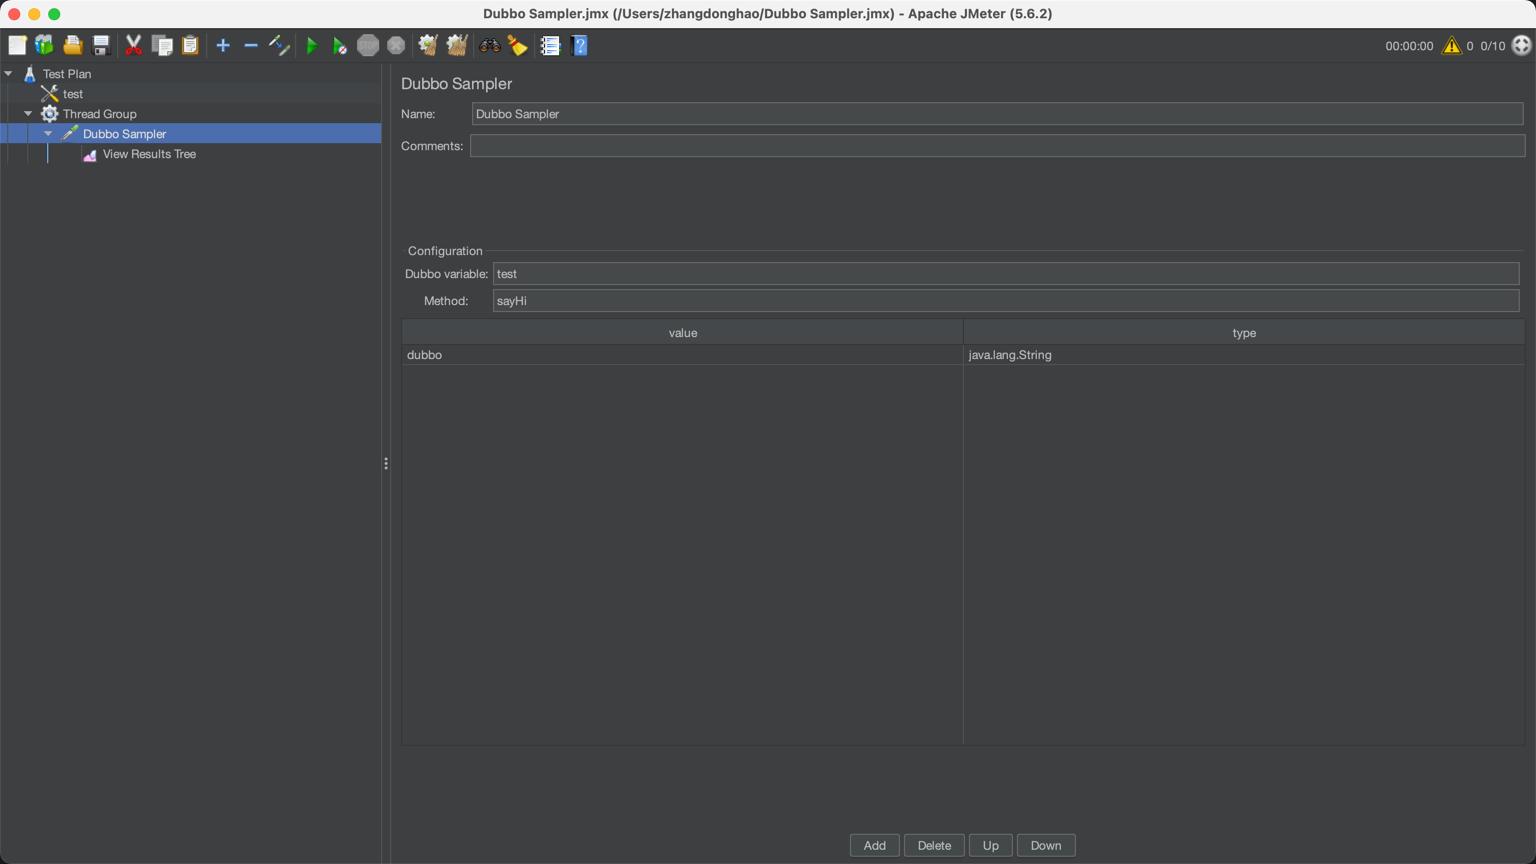 Dubbo Sampler.jmx (/Users/zhangdonghao/Dubbo Sampler.jmx) - Apache JMeter (5.6.2)
STOP
?
00:00:00 0 0/10
Test Plan
test
Thread Group
Dubbo Sampler
View Results Tree
Dubbo Sampler
Name: Dubbo Sampler
Comments:
Configuration
Dubbo variable: test
Method: sayHi
value type
dubbo java.lang.String
Add Delete Up Down